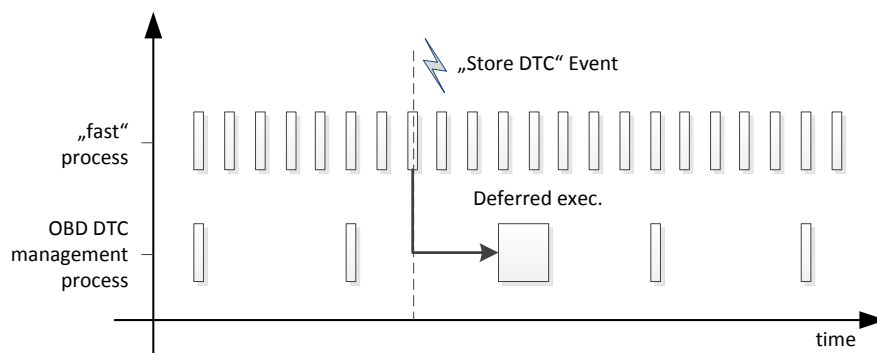 „Store DTC“ Event
„fast“
process
Deferred exec.
OBD DTC
management
process
time